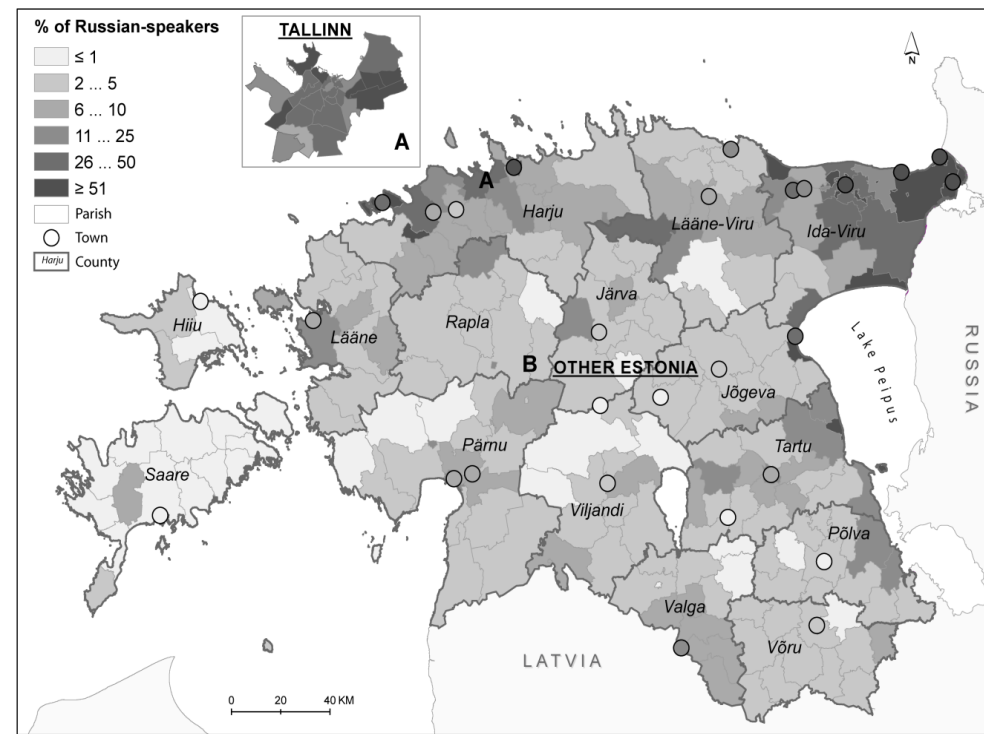 % of Russian-speakers
≤ 1
2 ... 5
6 ... 10
11 ... 25
26 ... 50
≥ 51
Parish
Town
Harju County
TALLINN
A
N
A
Harju
Lääne-Viru
Ida-Viru
Hiiu
Lääne
Rapla
Järva
B OTHER ESTONIA
Jõgeva
Lake Peipus
RUSSIA
Saare
Pärnu
Viljandi
Tartu
Põlva
Valga
Võru
LATVIA
0 20 40 KM